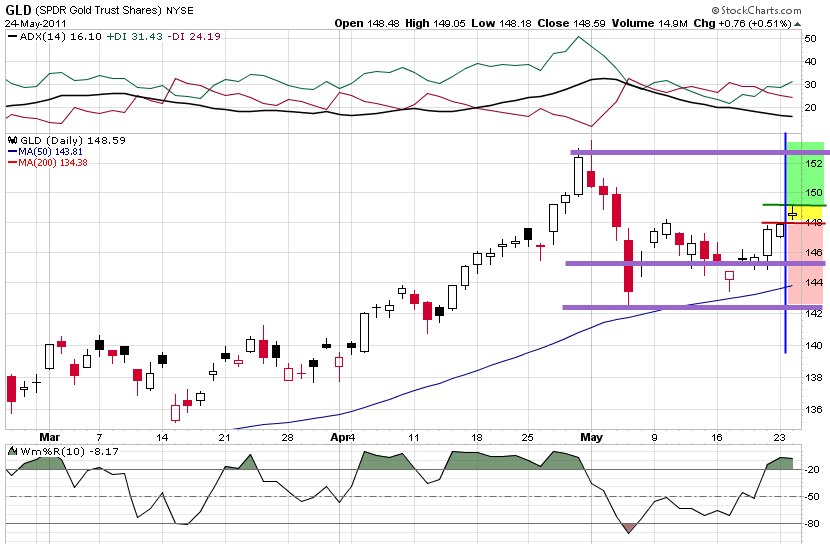 GLD (SPDR Gold Trust Shares) NYSE © StockCharts.com
24-May-2011 Open 148.48 High 149.05 Low 148.18 Close 148.59 Volume 14.9M Chg +0.76 (+0.51%)
ADX(14) 16.10 +DI 31.43 -DI 24.19
50
40
30
20
GLD (Daily) 148.59
MA(50) 143.81
MA(200) 134.38
152
150
148
146
144
142
140
138
136
Mar 7 14 21 28 Apr4 11 18 25 May 9 16 23
Wm%R(10) -8.17
-20
-50
-80